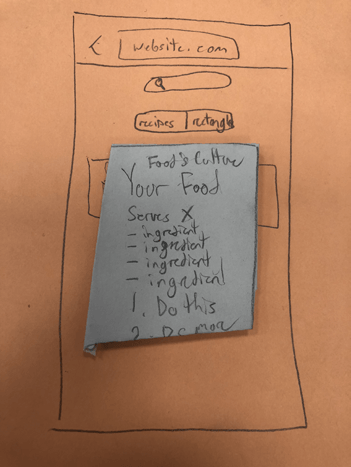 website.com
recipes rectangle
Food's Culture
Your Food
Serves X
- ingredient
- ingredient
- ingredient
- ingredient
1. Do this
2. Do more